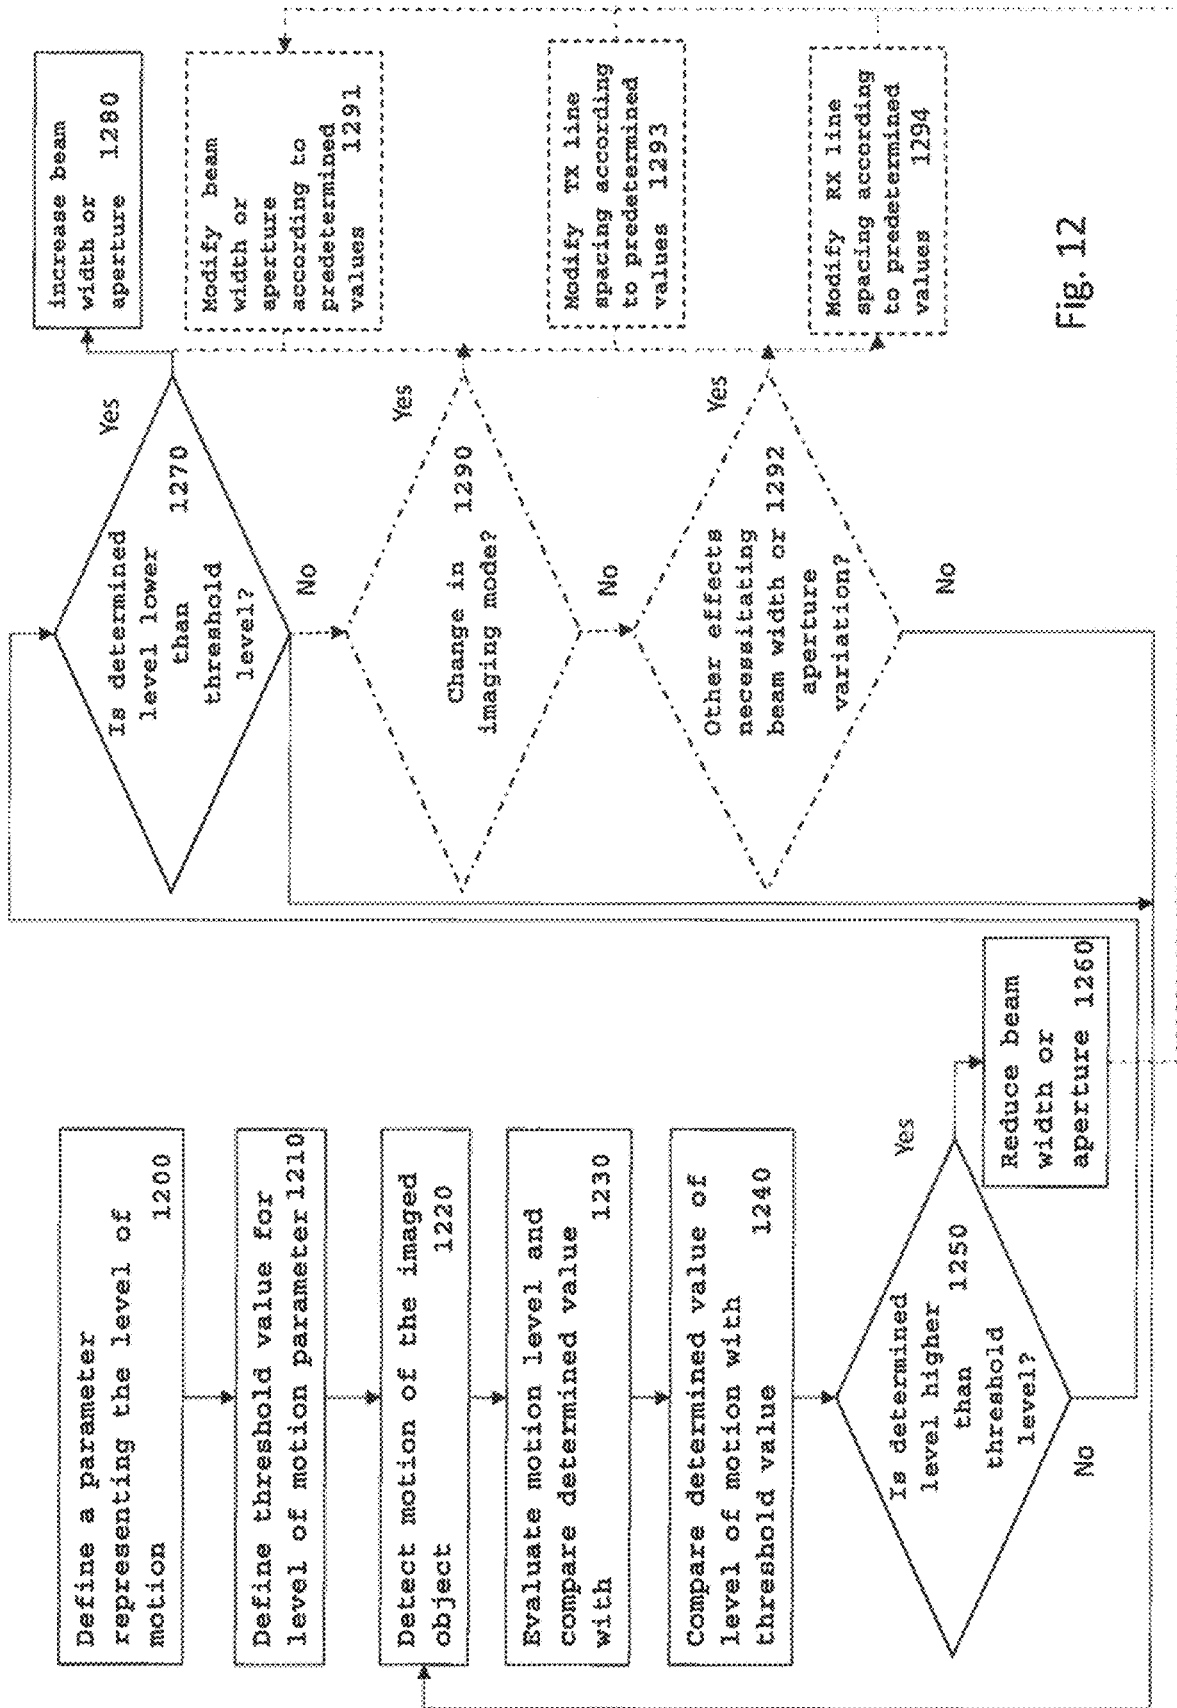 Define a parameter
representing the level of
motion 1200
Define threshold value for
level of motion parameter 1210
Detect motion of the imaged
object 1220
Evaluate motion level and
compare determined value
with 1230
Compare determined value of
level of motion with
threshold value 1240
Is determined
level higher 1250
than
threshold
level?
Yes
No
Reduce beam
width or
aperture 1260
Is determined
level lower
than 1270
threshold
level?
Yes
No
increase beam
width or
aperture 1280
Change in 1290
imaging mode?
Yes
No
Modify beam
width or
aperture
according to
predetermined
values 1291
Other effects
necessitating
beam width or 1292
aperture
variation?
Yes
No
Modify TX line
spacing according
to predetermined
values 1293
Modify RX line
spacing according
to predetermined
values 1294
Fig. 12